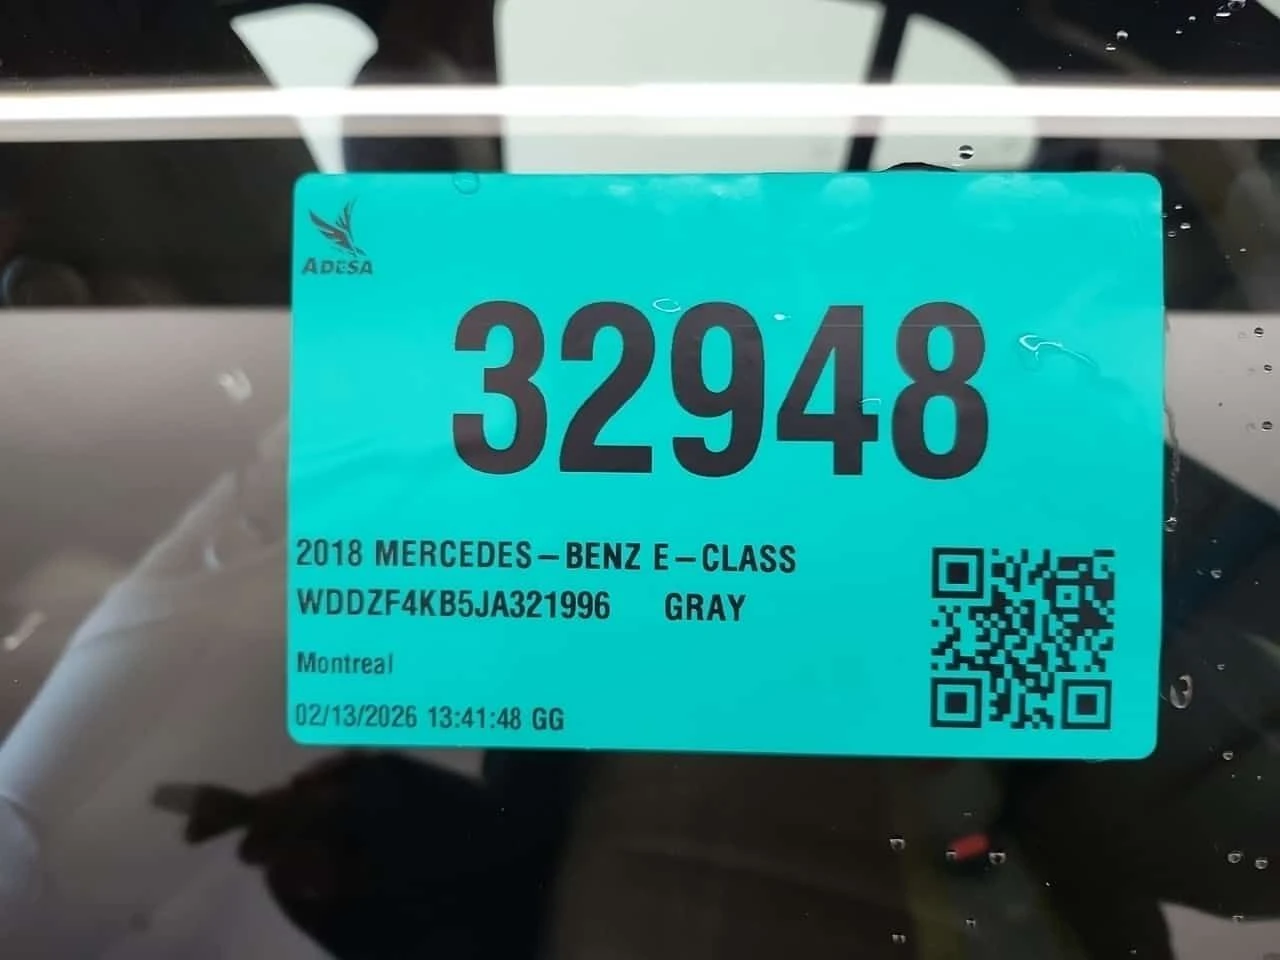 ADESA
32948
2018 MERCEDES-BENZ E-CLASS
WDDZF4KB5JA321996 GRAY
Montreal
02/13/2026 13:41:48 GG